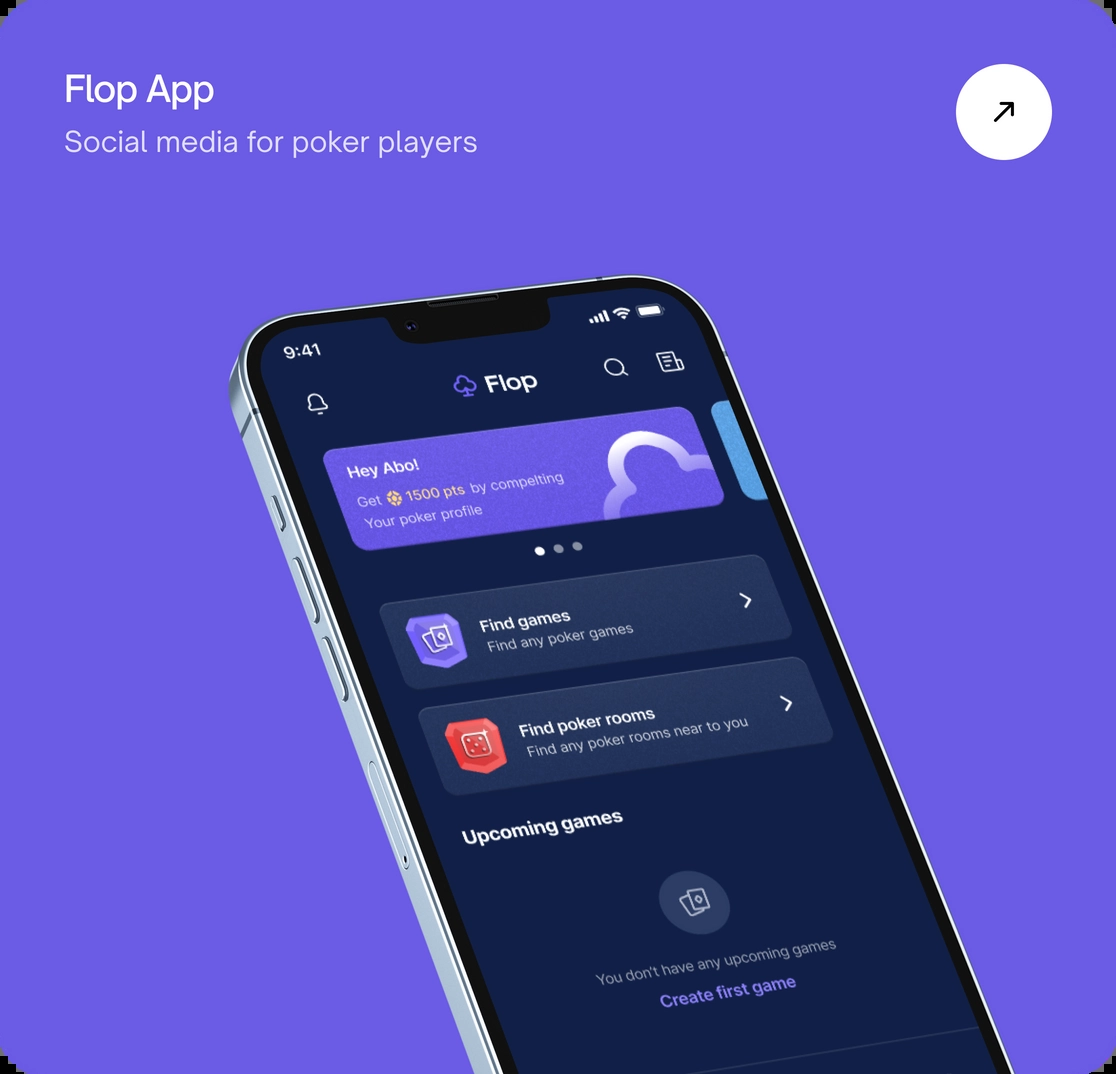 Flop App
Social media for poker players
9:41
Flop
Hey Abo!
Get 1500 pts by compelting
Your poker profile
Find games
Find any poker games
Find poker rooms
Find any poker rooms near to you
Upcoming games
You don't have any upcoming games
Create first game